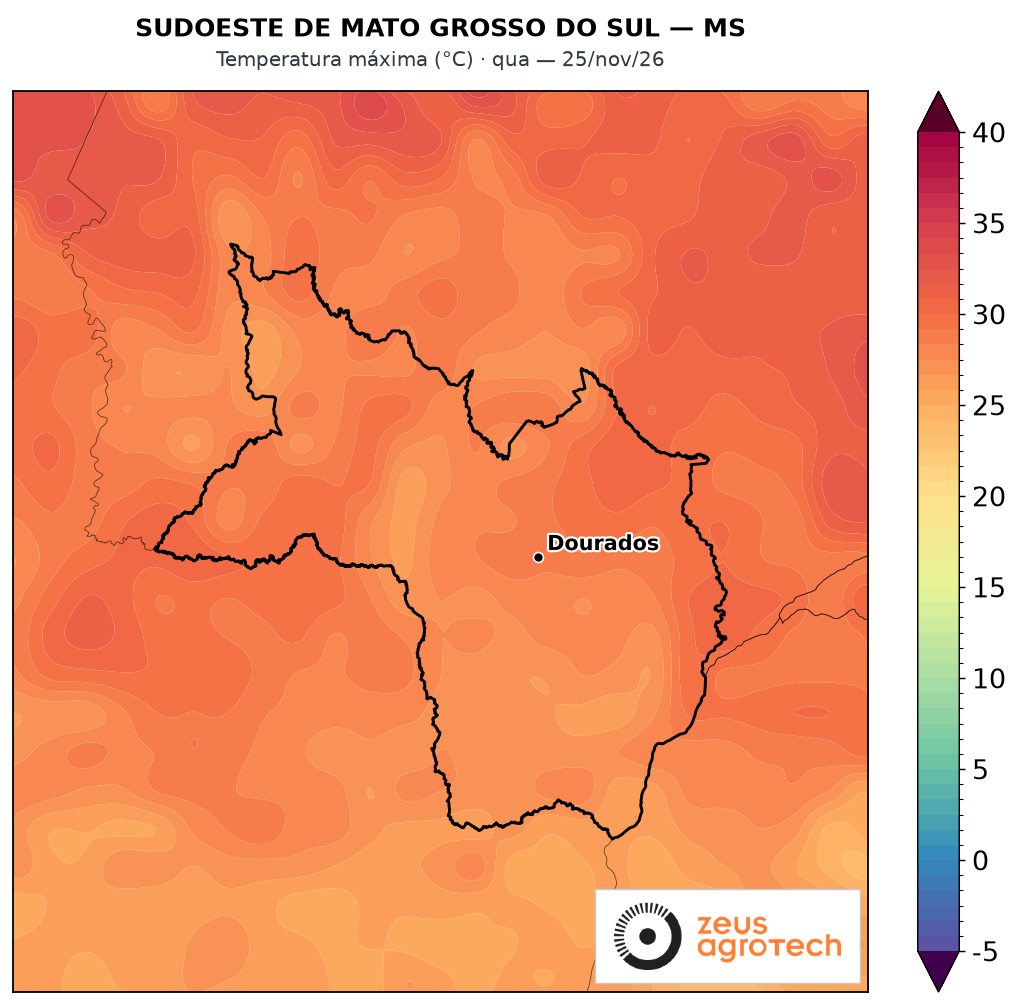 SUDOESTE DE MATO GROSSO DO SUL — MS
Temperatura máxima (°C) · qua — 25/nov/26
40
35
30
25
20
15
10
5
0
-5
Dourados
zeus
agrotech